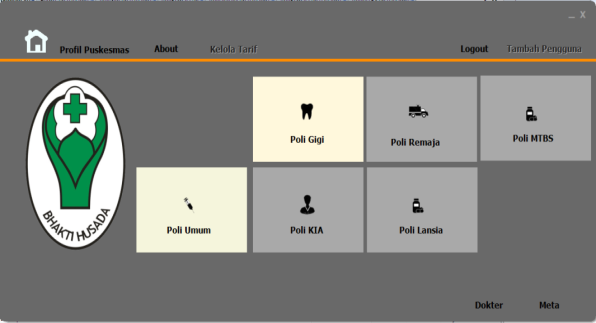 _ X
Profil Puskesmas About Kelola Tarif Logout Tambah Pengguna
Poli Gigi Poli Remaja Poli MTBS
BHAKTI HUSADA
Poli Umum Poli KIA Poli Lansia
Dokter Meta